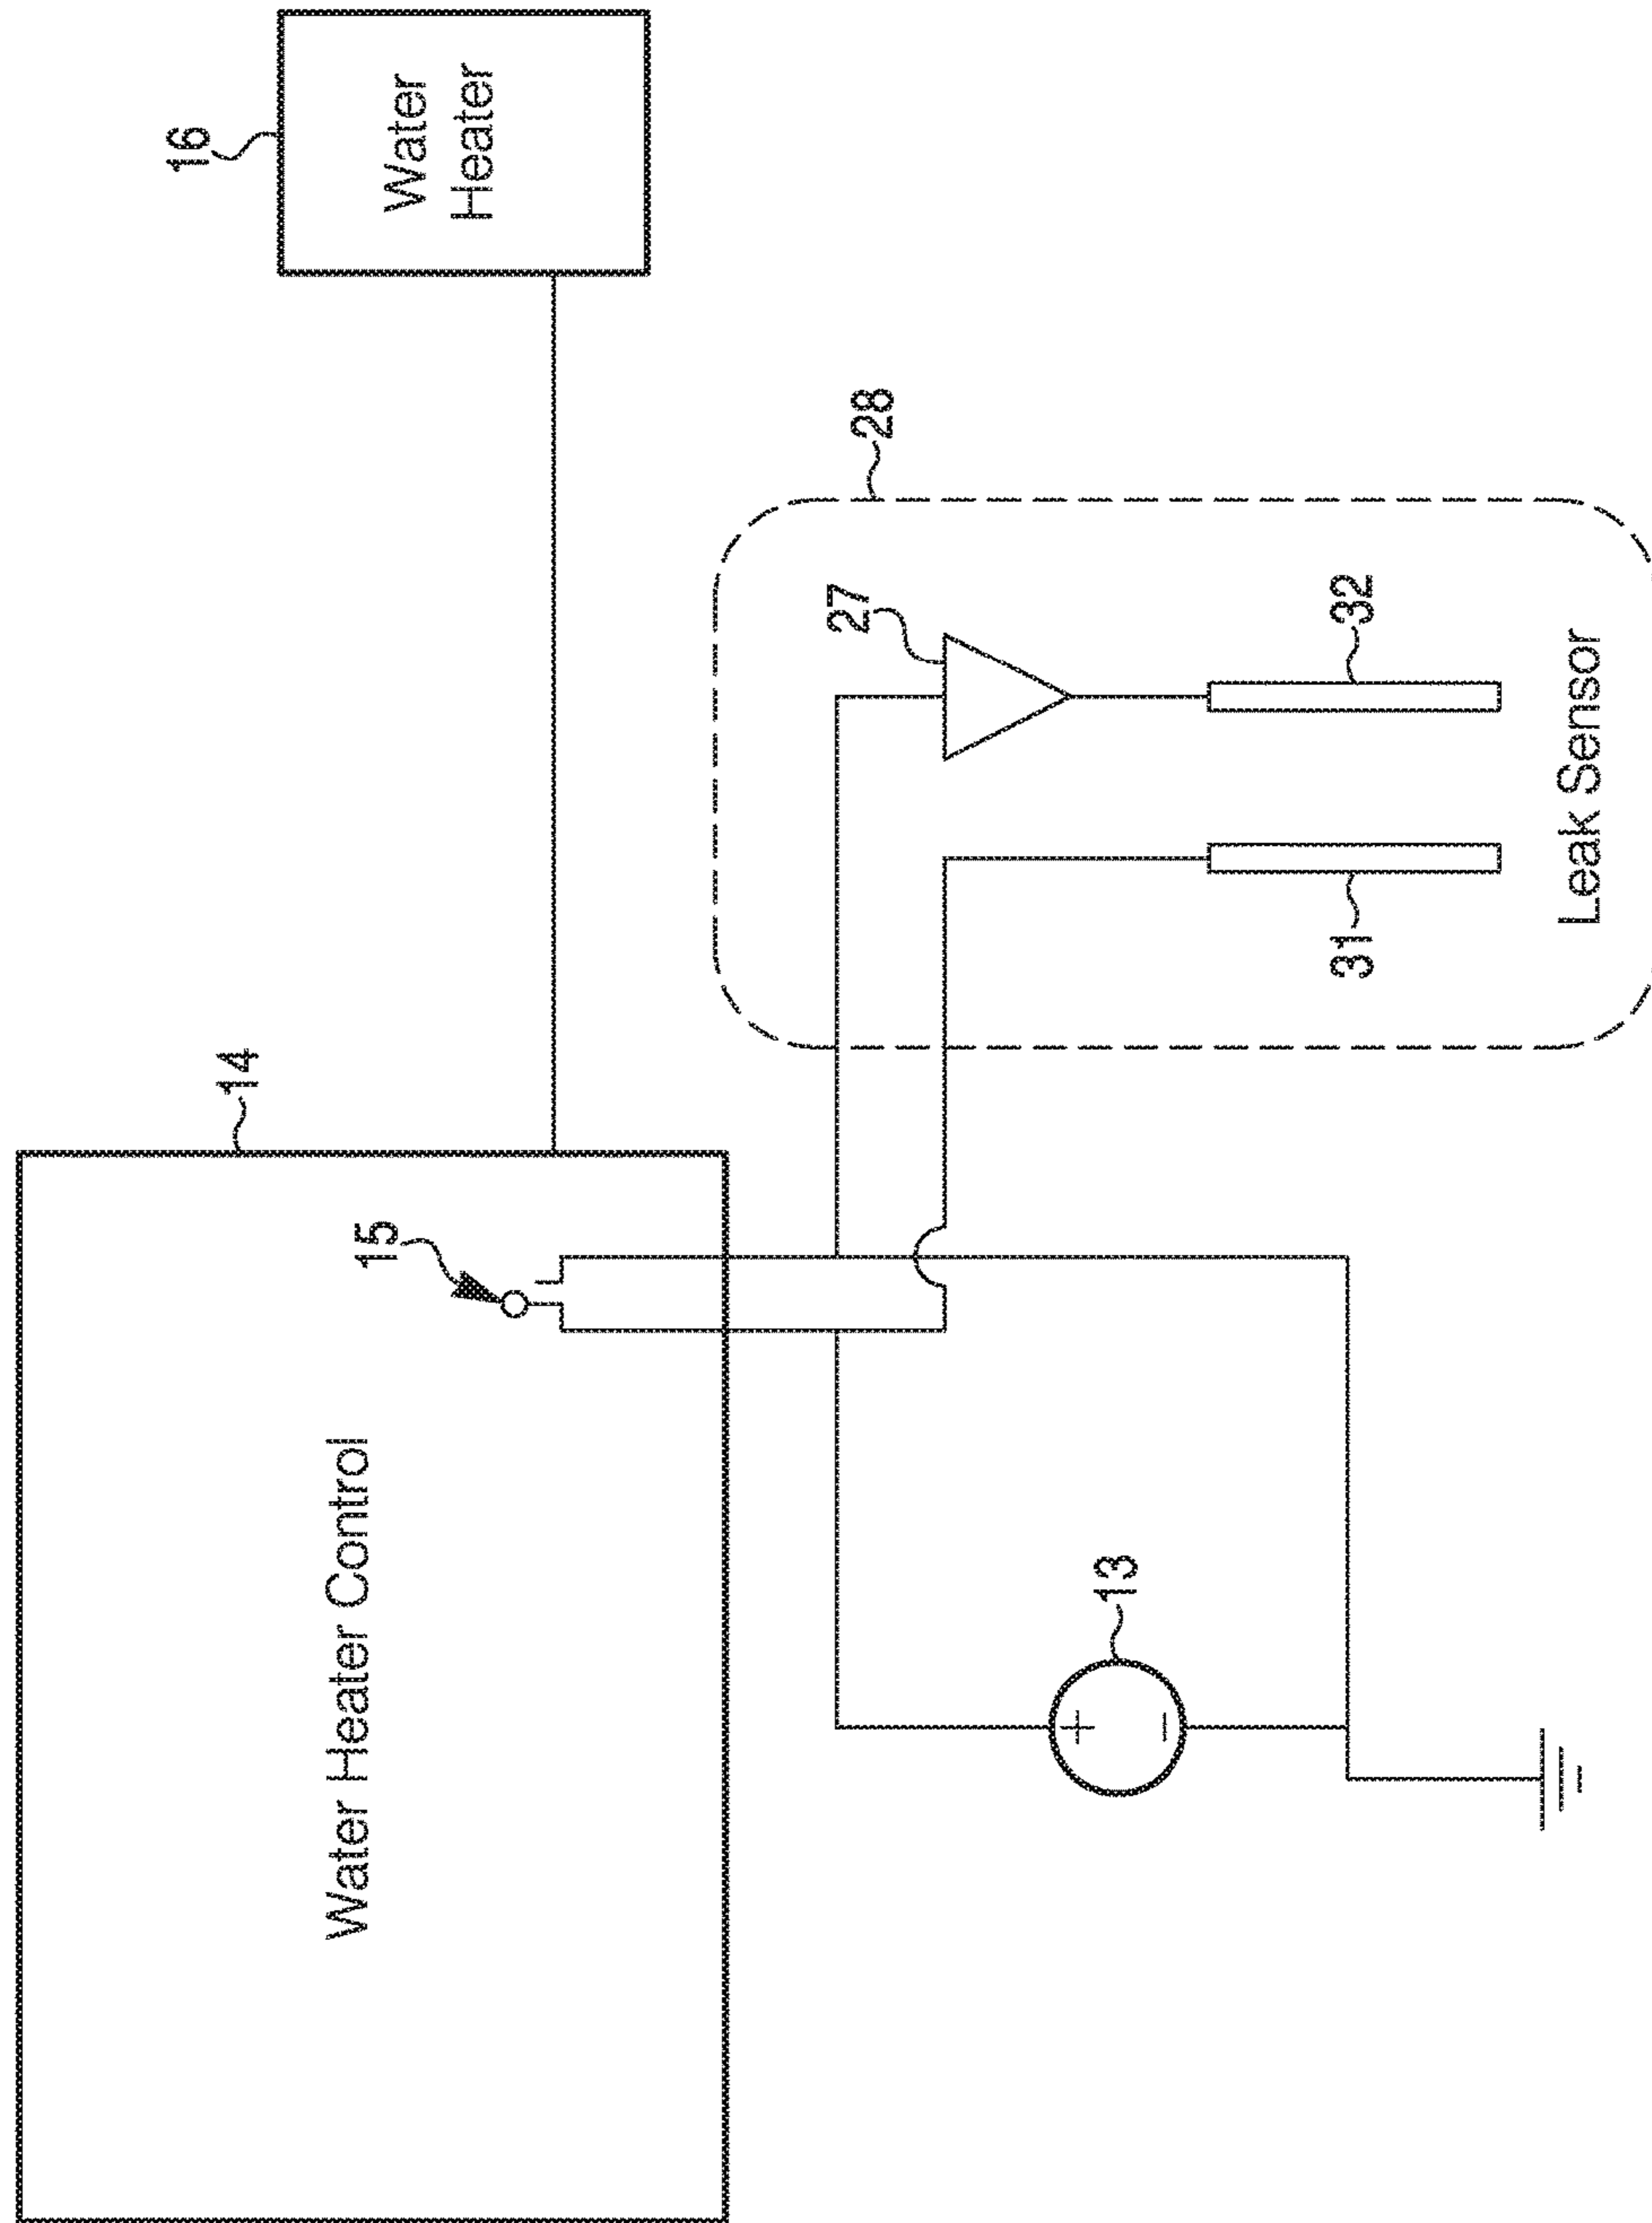 16
Water
Heater
14
15
Water Heater Control
28
27
32
31
Leak Sensor
13
+
−